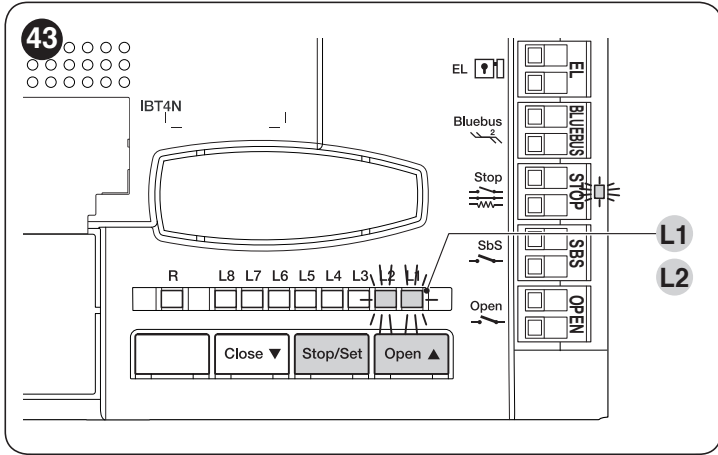 43
IBT4N
EL
EL
Bluebus
2
BLUEBUS
Stop
STOP
SbS
SBS
Open
OPEN
L1
L2
R L8 L7 L6 L5 L4 L3 L2 L1
Close ▼ Stop/Set Open ▲